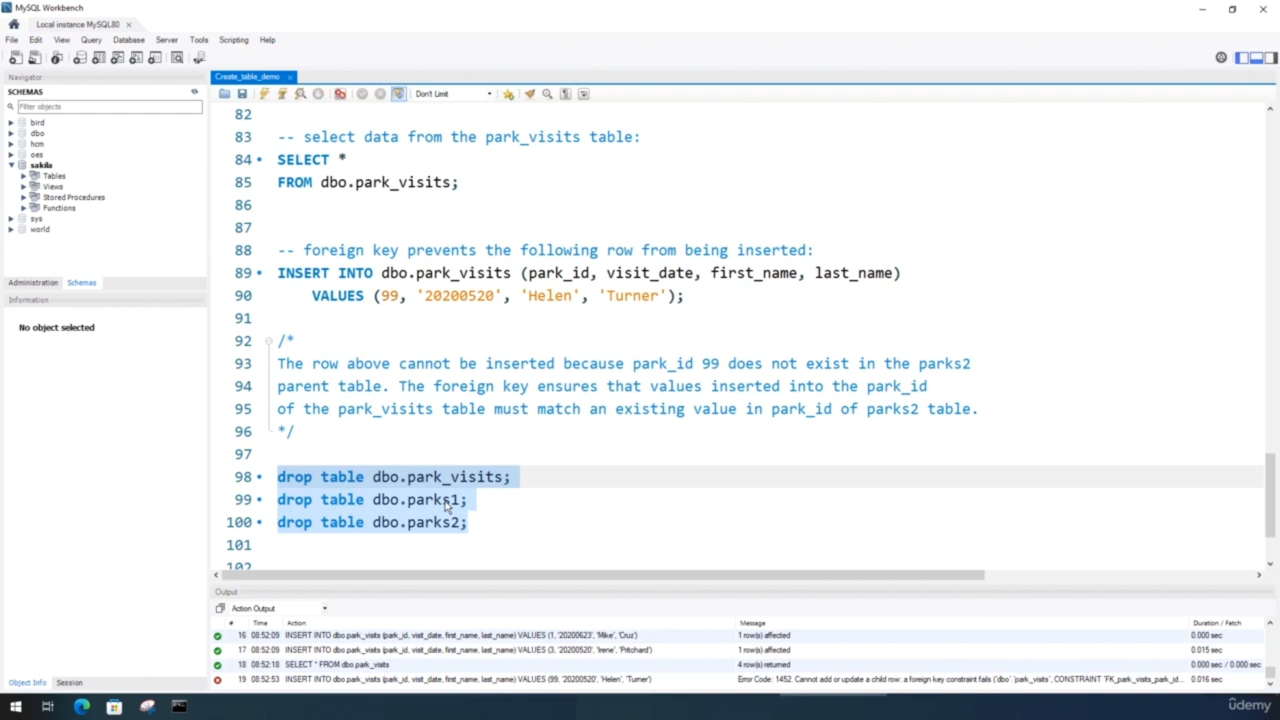 MySQL Workbench
Local instance MySQL80
File Edit View Query Database Server Tools Scripting Help
Navigator
SCHEMAS
Filter objects
bird
dbo
hcm
oes
sakila
Tables
Views
Stored Procedures
Functions
sys
world
Administration Schemas
Information
No object selected
Object Info Session
Create_table_demo
Don't Limit
82
83 -- select data from the park_visits table:
84 SELECT *
85 FROM dbo.park_visits;
86
87
88 -- foreign key prevents the following row from being inserted:
89 INSERT INTO dbo.park_visits (park_id, visit_date, first_name, last_name)
90 VALUES (99, '20200520', 'Helen', 'Turner');
91
92 /*
93 The row above cannot be inserted because park_id 99 does not exist in the parks2
94 parent table. The foreign key ensures that values inserted into the park_id
95 of the park_visits table must match an existing value in park_id of parks2 table.
96 */
97
98 drop table dbo.park_visits;
99 drop table dbo.parks1;
100 drop table dbo.parks2;
101
102
Output
Action Output
# Time Action Message Duration / Fetch
16 08:52:09 INSERT INTO dbo.park_visits (park_id, visit_date, first_name, last_name) VALUES (1, '20200623', 'Mike', 'Cruz') 1 row(s) affected 0.000 sec
17 08:52:09 INSERT INTO dbo.park_visits (park_id, visit_date, first_name, last_name) VALUES (3, '20200520', 'Irene', 'Pritchard') 1 row(s) affected 0.015 sec
18 08:52:18 SELECT * FROM dbo.park_visits 4 row(s) returned 0.000 sec / 0.000 sec
19 08:52:53 INSERT INTO dbo.park_visits (park_id, visit_date, first_name, last_name) VALUES (99, '20200520', 'Helen', 'Turner') Error Code: 1452. Cannot add or update a child row: a foreign key constraint fails (`dbo`.`park_visits`, CONSTRAINT `FK_park_visits_park_id... 0.016 sec
ûdemy